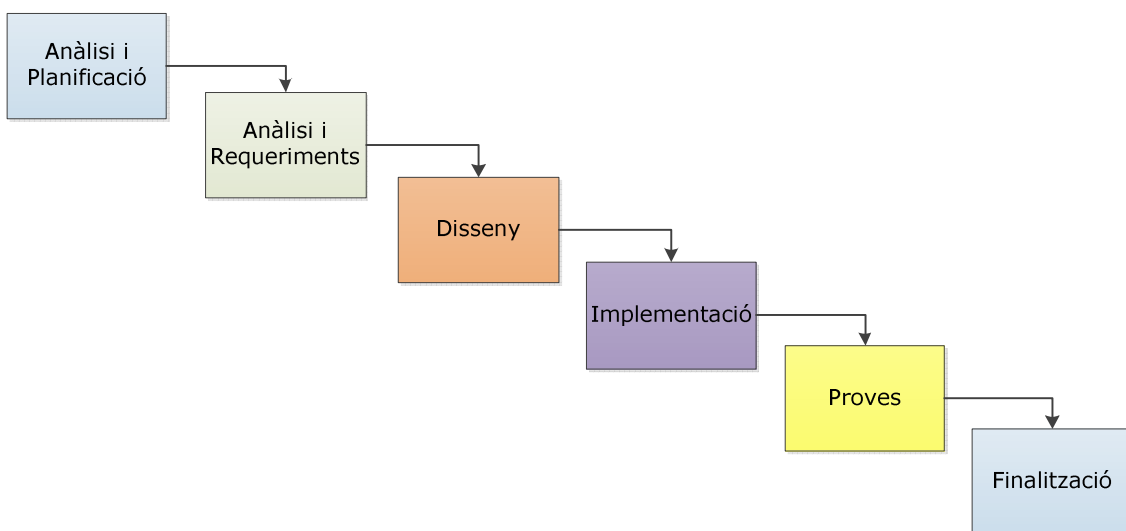 Anàlisi i
Planificació
Anàlisi i
Requeriments
Disseny
Implementació
Proves
Finalització